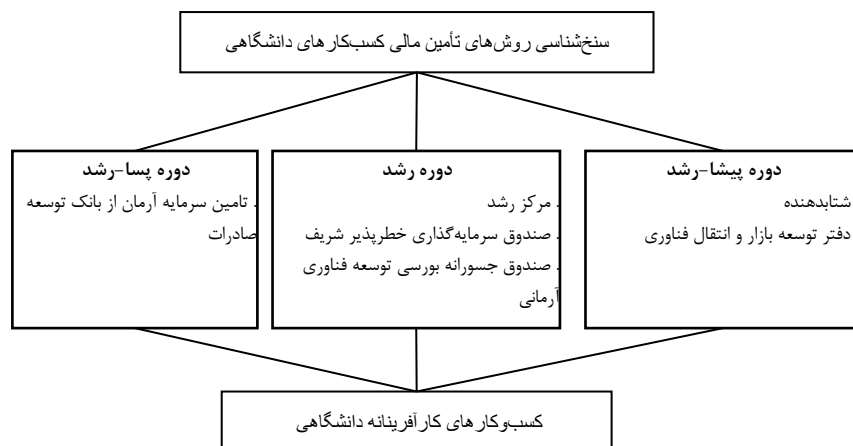 سنخ‌شناسی روش‌های تأمین مالی کسب‌کارهای دانشگاهی
دوره پیشا-رشد
شتابدهنده
دفتر توسعه بازار و انتقال فناوری
دوره رشد
. مرکز رشد
. صندوق سرمایه‌گذاری خطرپذیر شریف
. صندوق جسورانه بورسی توسعه فناوری
آرمانی
دوره پسا-رشد
. تامین سرمایه آرمان از بانک توسعه
صادرات
کسب‌وکارهای کارآفرینانه دانشگاهی